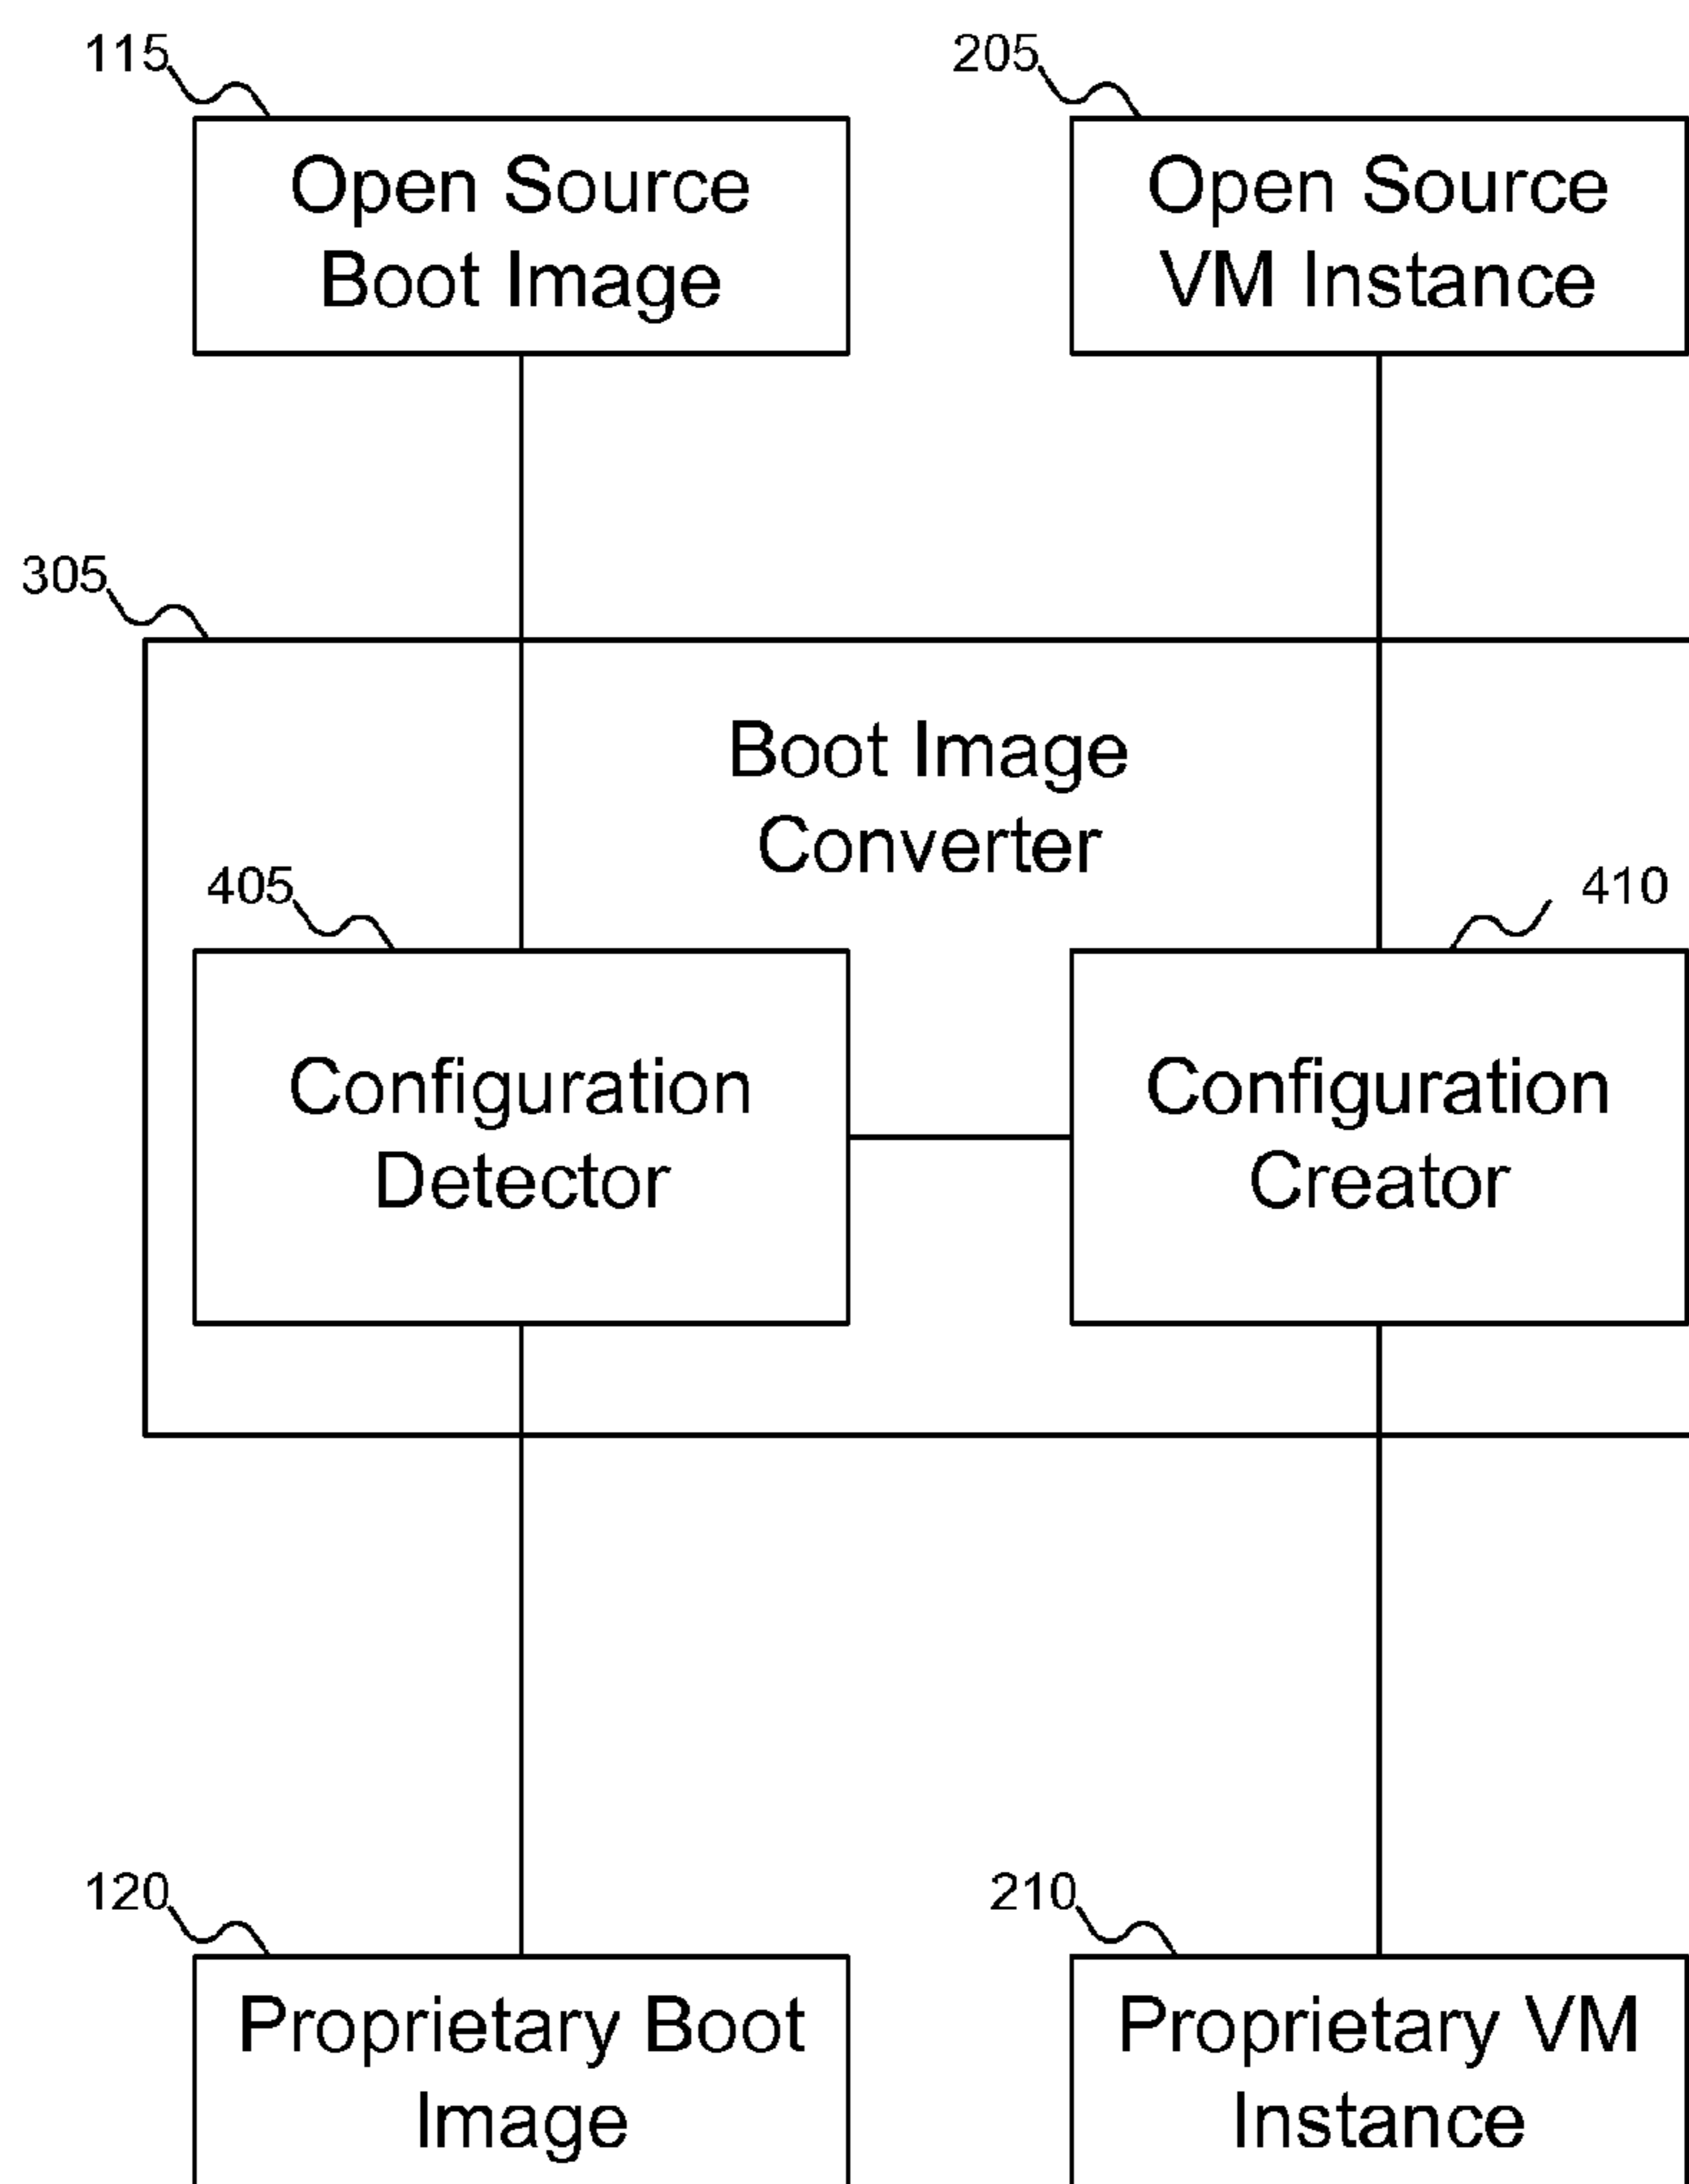 115
205
Open Source
Boot Image
Open Source
VM Instance
305
Boot Image
Converter
405
410
Configuration
Detector
Configuration
Creator
120
210
Proprietary Boot
Image
Proprietary VM
Instance